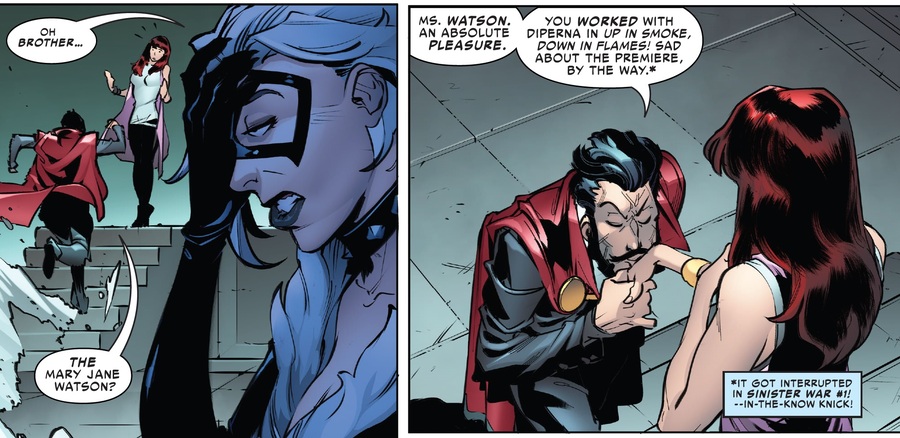 OH
BROTHER...
THE
MARY JANE
WATSON?
MS. WATSON.
AN ABSOLUTE
PLEASURE.
YOU WORKED WITH
DIPERNA IN UP IN SMOKE,
DOWN IN FLAMES! SAD
ABOUT THE PREMIERE,
BY THE WAY.*
*IT GOT INTERRUPTED
IN SINISTER WAR #1!
--IN-THE-KNOW KNICK!